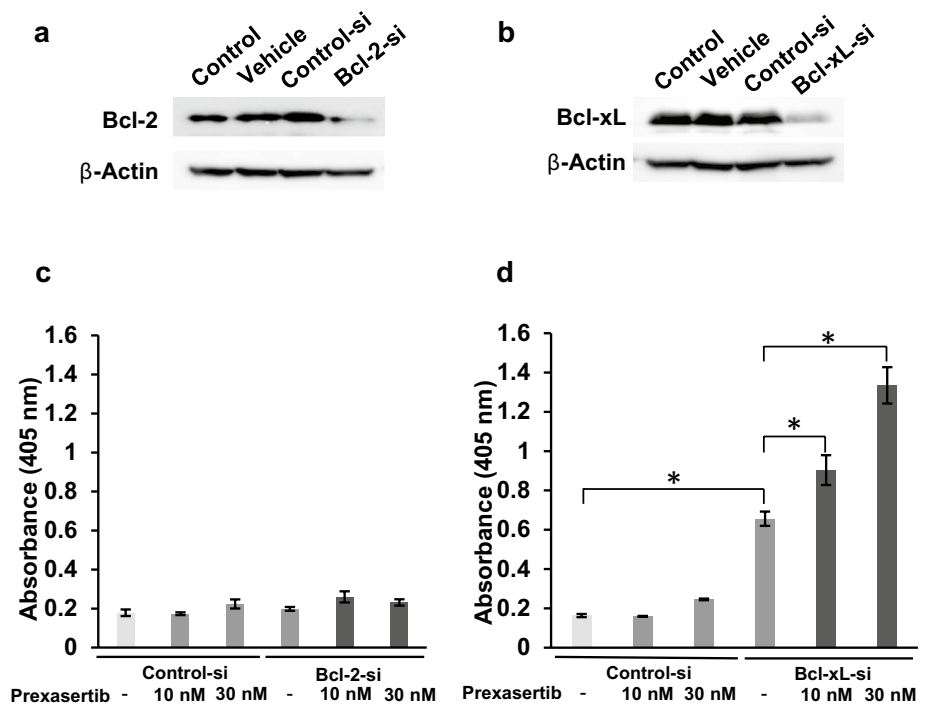 a
Control Vehicle Control-si Bcl-2-si
Bcl-2
β-Actin
b
Control Vehicle Control-si Bcl-xL-si
Bcl-xL
β-Actin
c
Absorbance (405 nm)
1.6
1.4
1.2
1
0.8
0.6
0.4
0.2
0
Control-si Bcl-2-si
Prexasertib - 10 nM 30 nM - 10 nM 30 nM
d
Absorbance (405 nm)
1.6
1.4
1.2
1
0.8
0.6
0.4
0.2
0
*
*
*
Control-si Bcl-xL-si
Prexasertib - 10 nM 30 nM - 10 nM 30 nM